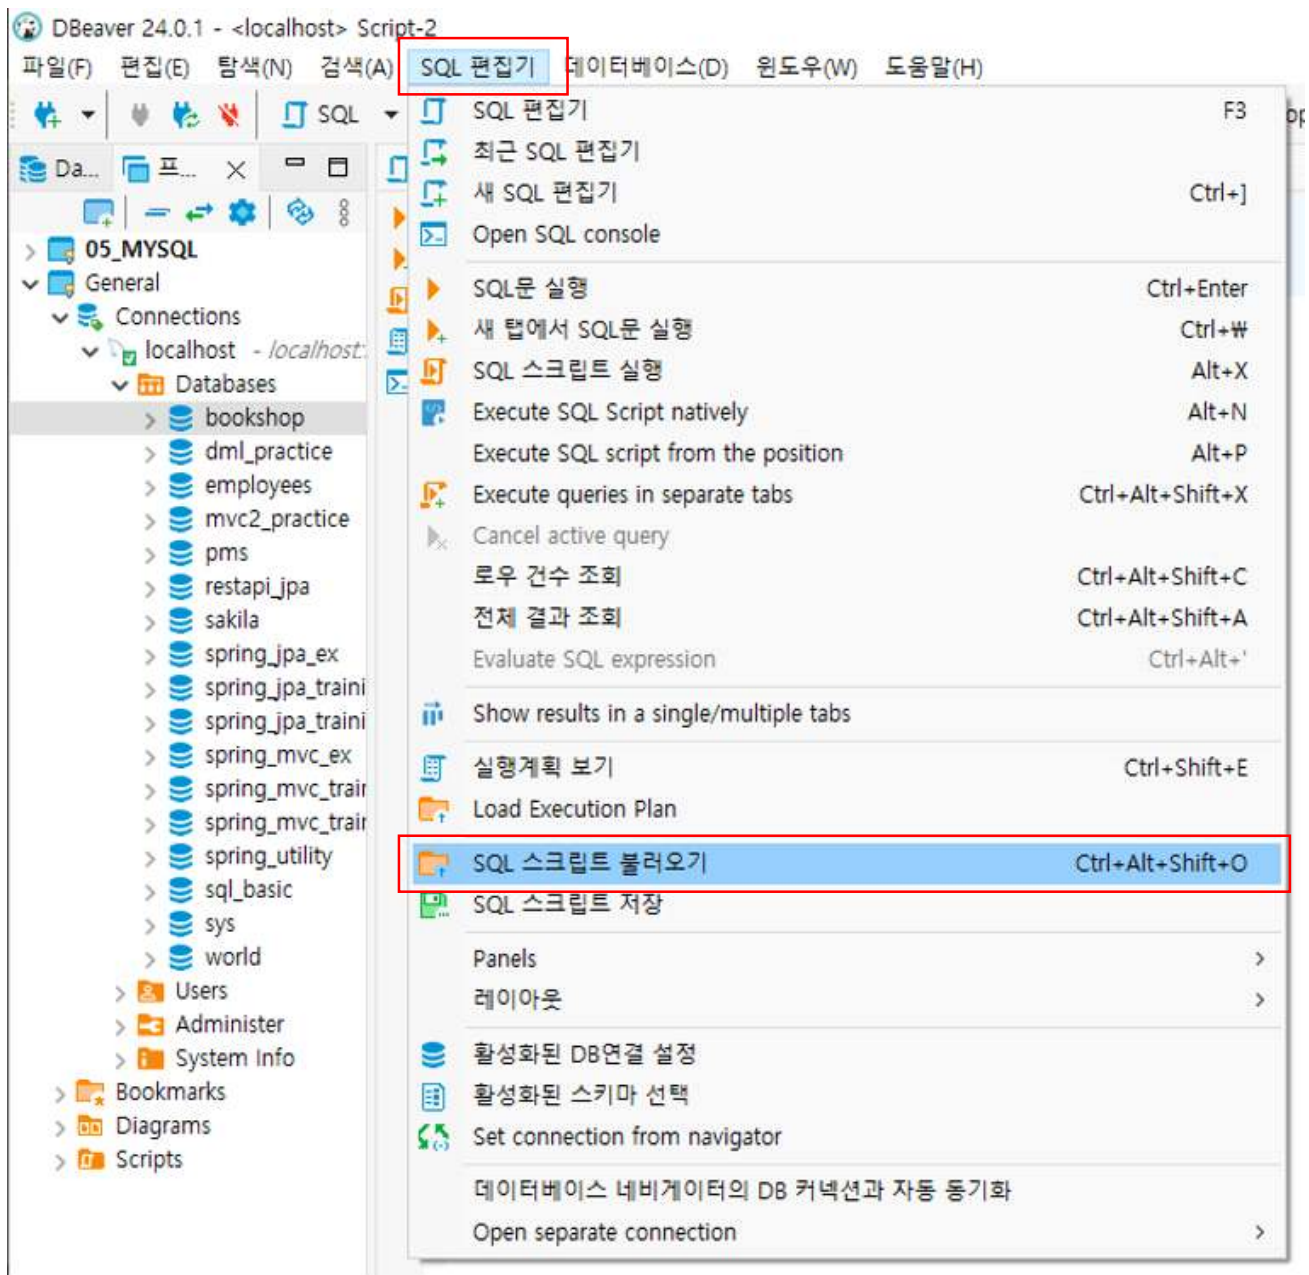 DBeaver 24.0.1 - <localhost> Script-2
파일(F) 편집(E) 탐색(N) 검색(A) SQL 편집기 데이터베이스(D) 윈도우(W) 도움말(H)
SQL
Da...
프...
05_MYSQL
General
Connections
localhost - localhost:
Databases
bookshop
dml_practice
employees
mvc2_practice
pms
restapi_jpa
sakila
spring_jpa_ex
spring_jpa_traini
spring_jpa_traini
spring_mvc_ex
spring_mvc_train
spring_mvc_train
spring_utility
sql_basic
sys
world
Users
Administer
System Info
Bookmarks
Diagrams
Scripts
SQL 편집기 F3
최근 SQL 편집기
새 SQL 편집기 Ctrl+]
Open SQL console
SQL문 실행 Ctrl+Enter
새 탭에서 SQL문 실행 Ctrl+₩
SQL 스크립트 실행 Alt+X
Execute SQL Script natively Alt+N
Execute SQL script from the position Alt+P
Execute queries in separate tabs Ctrl+Alt+Shift+X
Cancel active query
로우 건수 조회 Ctrl+Alt+Shift+C
전체 결과 조회 Ctrl+Alt+Shift+A
Evaluate SQL expression Ctrl+Alt+'
Show results in a single/multiple tabs
실행계획 보기 Ctrl+Shift+E
Load Execution Plan
SQL 스크립트 불러오기 Ctrl+Alt+Shift+O
SQL 스크립트 저장
Panels
레이아웃
활성화된 DB연결 설정
활성화된 스키마 선택
Set connection from navigator
데이터베이스 네비게이터의 DB 커넥션과 자동 동기화
Open separate connection